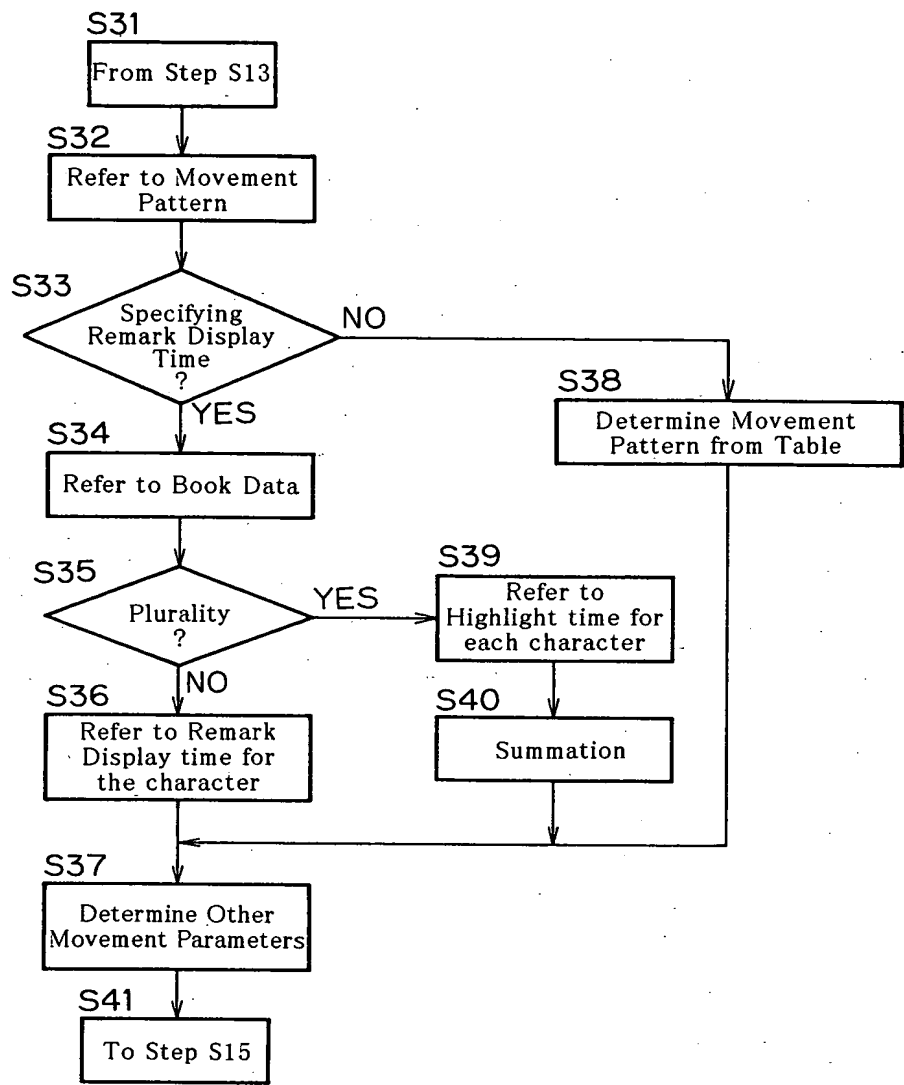 S31
From Step S13
S32
Refer to Movement
Pattern
S33
Specifying
Remark Display
Time
?
NO
YES
S38
Determine Movement
Pattern from Table
S34
Refer to Book Data
S35
Plurality
?
YES
NO
S39
Refer to
Highlight time for
each character
S36
Refer to Remark
Display time for
the character
S40
Summation
S37
Determine Other
Movement Parameters
S41
To Step S15